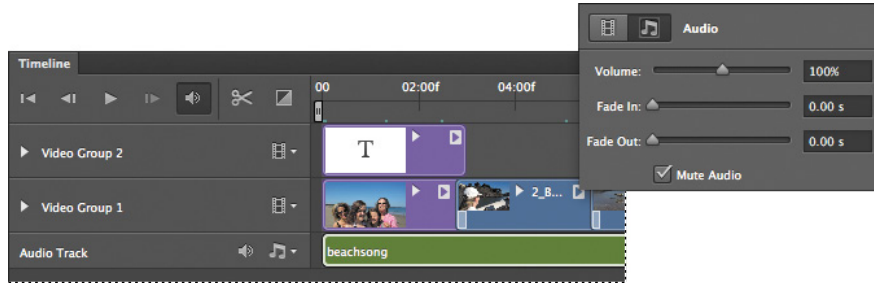 Audio
Volume: 100%
Fade In: 0.00 s
Fade Out: 0.00 s
Mute Audio
Timeline
00 02:00f 04:00f
Video Group 2
T
Video Group 1
2_B...
Audio Track
beachsong